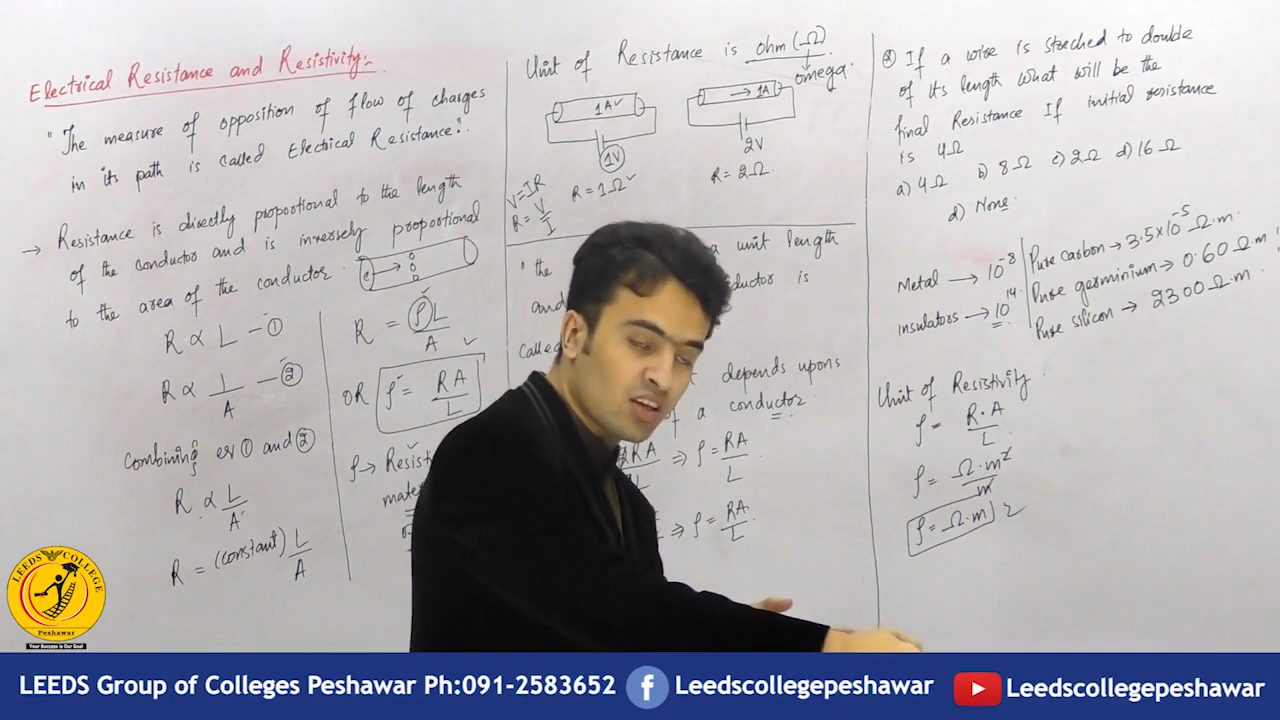 Electrical Resistance and Resistivity:-
"The measure of opposition of flow of charges
in its path is called Electrical Resistance".
→ Resistance is directly proportional to the length
of the conductor and is inversely proportional
to the area of the conductor.
e
R ∝ L - ①
R ∝ 1/A - ②
Combining er ① and ②
R ∝ L/A
R = (constant) L/A
R = ρL/A
OR ρ = RA/L
ρ → Resist
mate
Unit of Resistance is ohm (Ω)
omega.
1A
1V
R = 1Ω
→ 1A
2V
R = 2Ω.
V=IR
R = V/I
a unit length
"the
and
ductor is
called
depends upons
of a conductor.
RA/L ⇒ ρ = RA/L
⇒ ρ = RA/L.
Q) If a wire is streched to double
of its length what will be the
final Resistance If initial resistance
is 4Ω
a) 4Ω b) 8Ω c) 2Ω d) 16Ω
d) None.
Metal → 10⁻⁸
insulators → 10¹⁴
Pure carbon → 3.5×10⁻⁵ Ω.m.
Pure germinium → 0.60 Ω.m
Pure silicon → 2300 Ω.m.
Unit of Resistivity.
ρ = R.A/L
ρ = Ω.m²/m
ρ = Ω.m
LEEDS COLLEGE
Peshawar
Your Success is Our Goal
LEEDS Group of Colleges Peshawar Ph:091-2583652
Leedscollegepeshawar
Leedscollegepeshawar